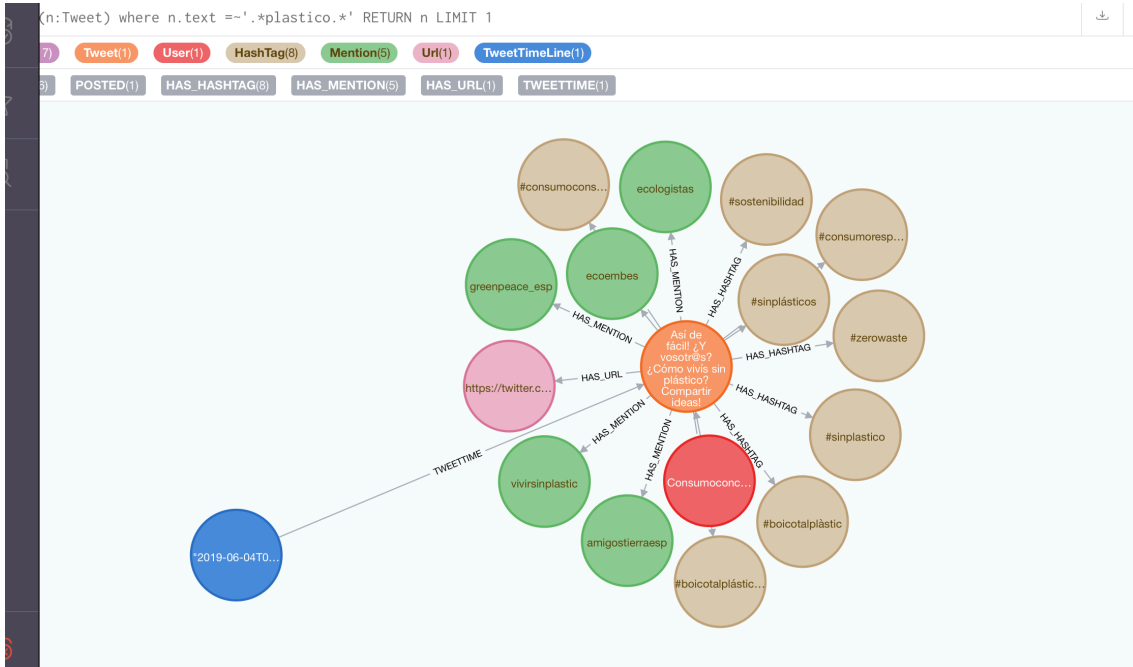 (n:Tweet) where n.text =~'.*plastico.*' RETURN n LIMIT 1
7) Tweet(1) User(1) HashTag(8) Mention(5) Url(1) TweetTimeLine(1)
6) POSTED(1) HAS_HASHTAG(8) HAS_MENTION(5) HAS_URL(1) TWEETTIME(1)
#consumocons...
ecologistas
#sostenibilidad
#consumoresp...
ecoembes
greenpeace_esp
#sinplásticos
HAS_MENTION
HAS_HASHTAG
HAS_MENTION
Así de
fácil! ¿Y
vosotr@s?
¿Cómo vivís sin
plástico?
Compartir
ideas!
#zerowaste
HAS_HASHTAG
https://twitter.c...
HAS_URL
HAS_HASHTAG
HAS_MENTION
HAS_MENTION
HAS_HASHTAG
#sinplastico
TWEETTIME
vivirsinplastic
Consumoconc...
#boicotalplàstic
amigostierraesp
"2019-06-04T0...
#boicotalplástic...